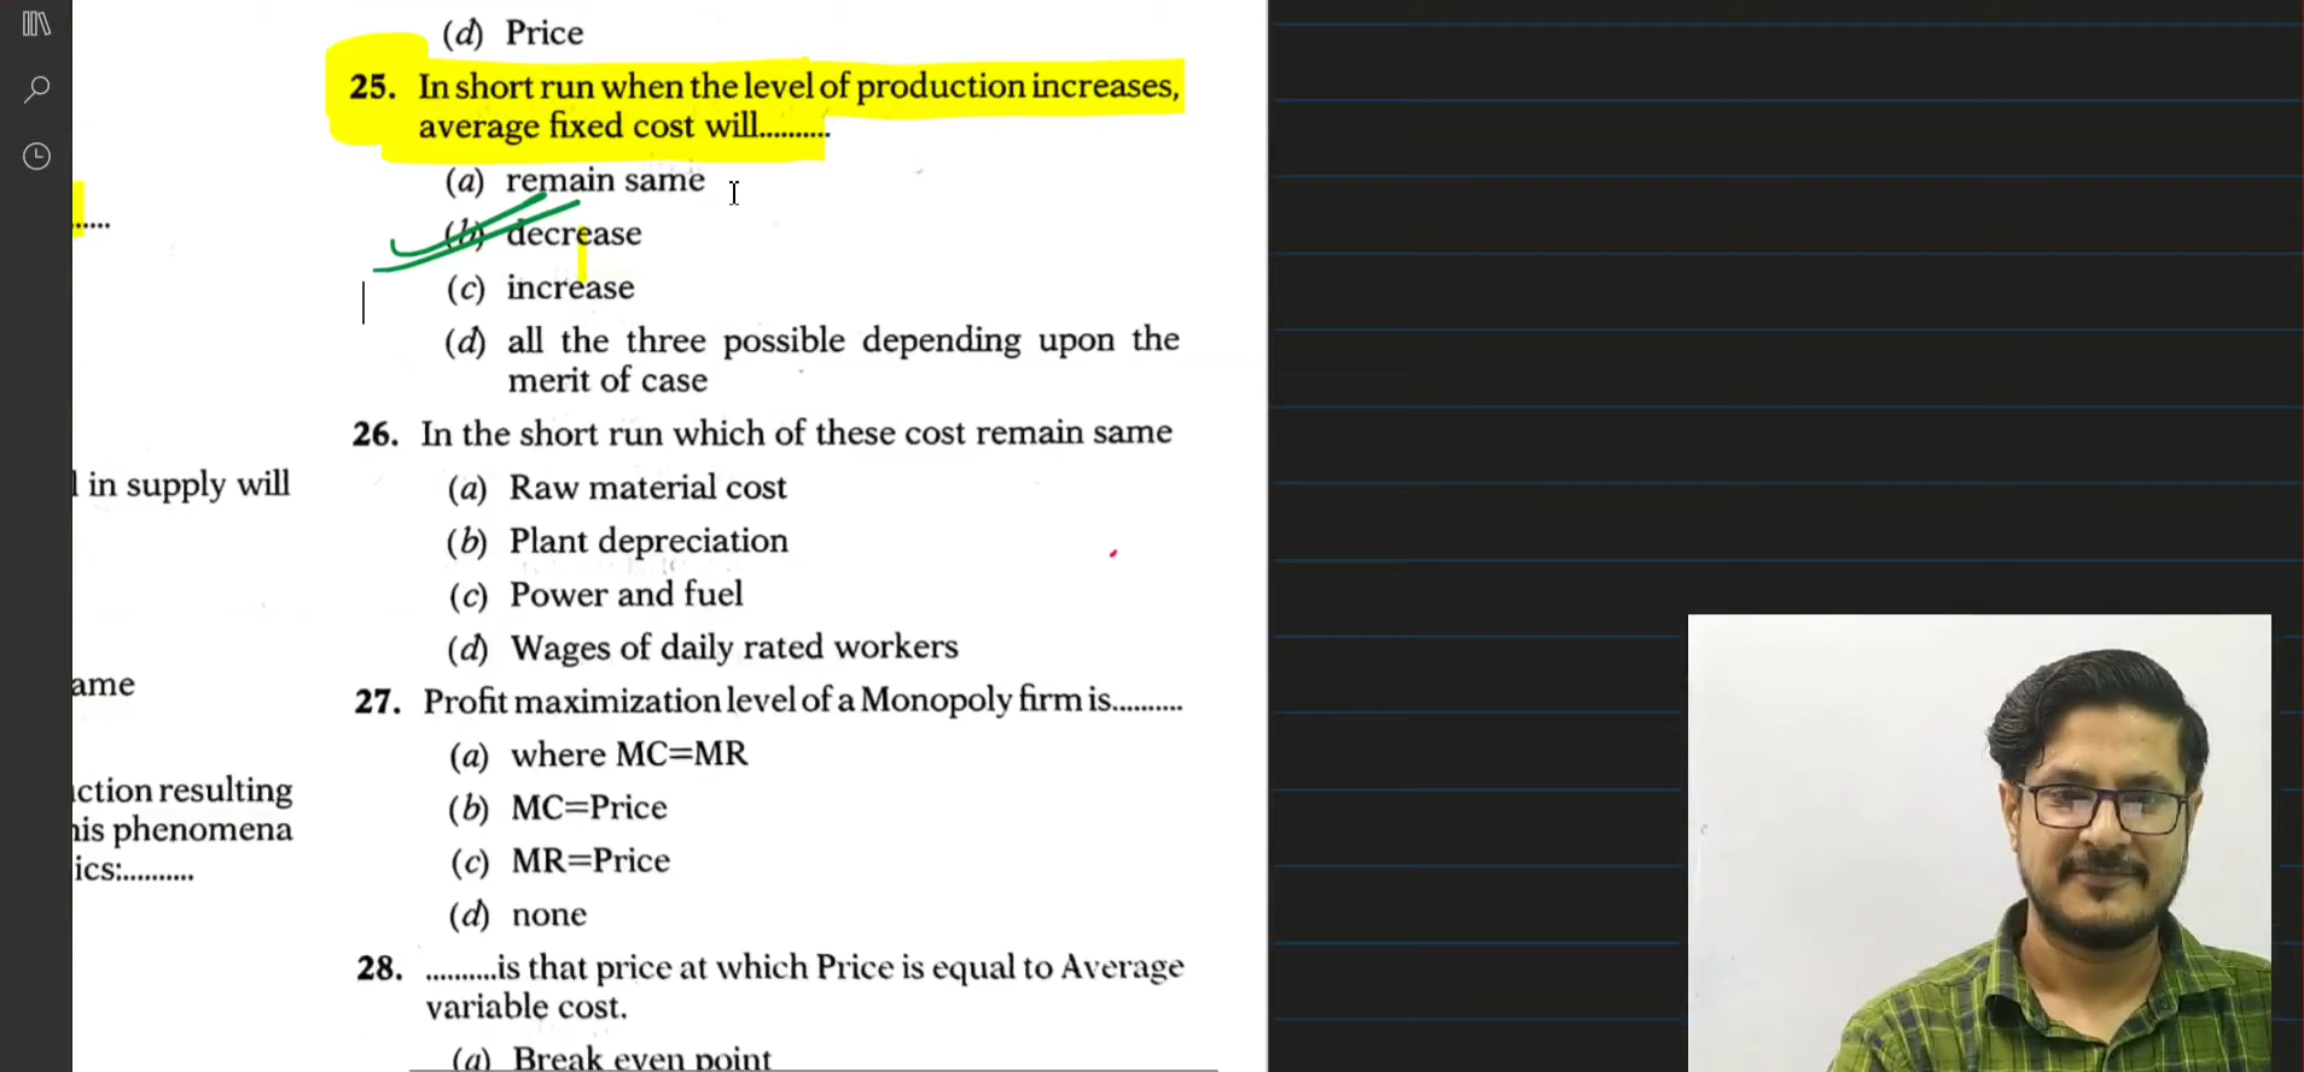 (d) Price
25. In short run when the level of production increases,
average fixed cost will..........
(a) remain same
(b) decrease
(c) increase
(d) all the three possible depending upon the
merit of case
26. In the short run which of these cost remain same
(a) Raw material cost
(b) Plant depreciation
(c) Power and fuel
(d) Wages of daily rated workers
27. Profit maximization level of a Monopoly firm is..........
(a) where MC=MR
(b) MC=Price
(c) MR=Price
(d) none
28. ..........is that price at which Price is equal to Average
variable cost.
(a) Break even point
......
in supply will
ame
ction resulting
his phenomena
ics:..........